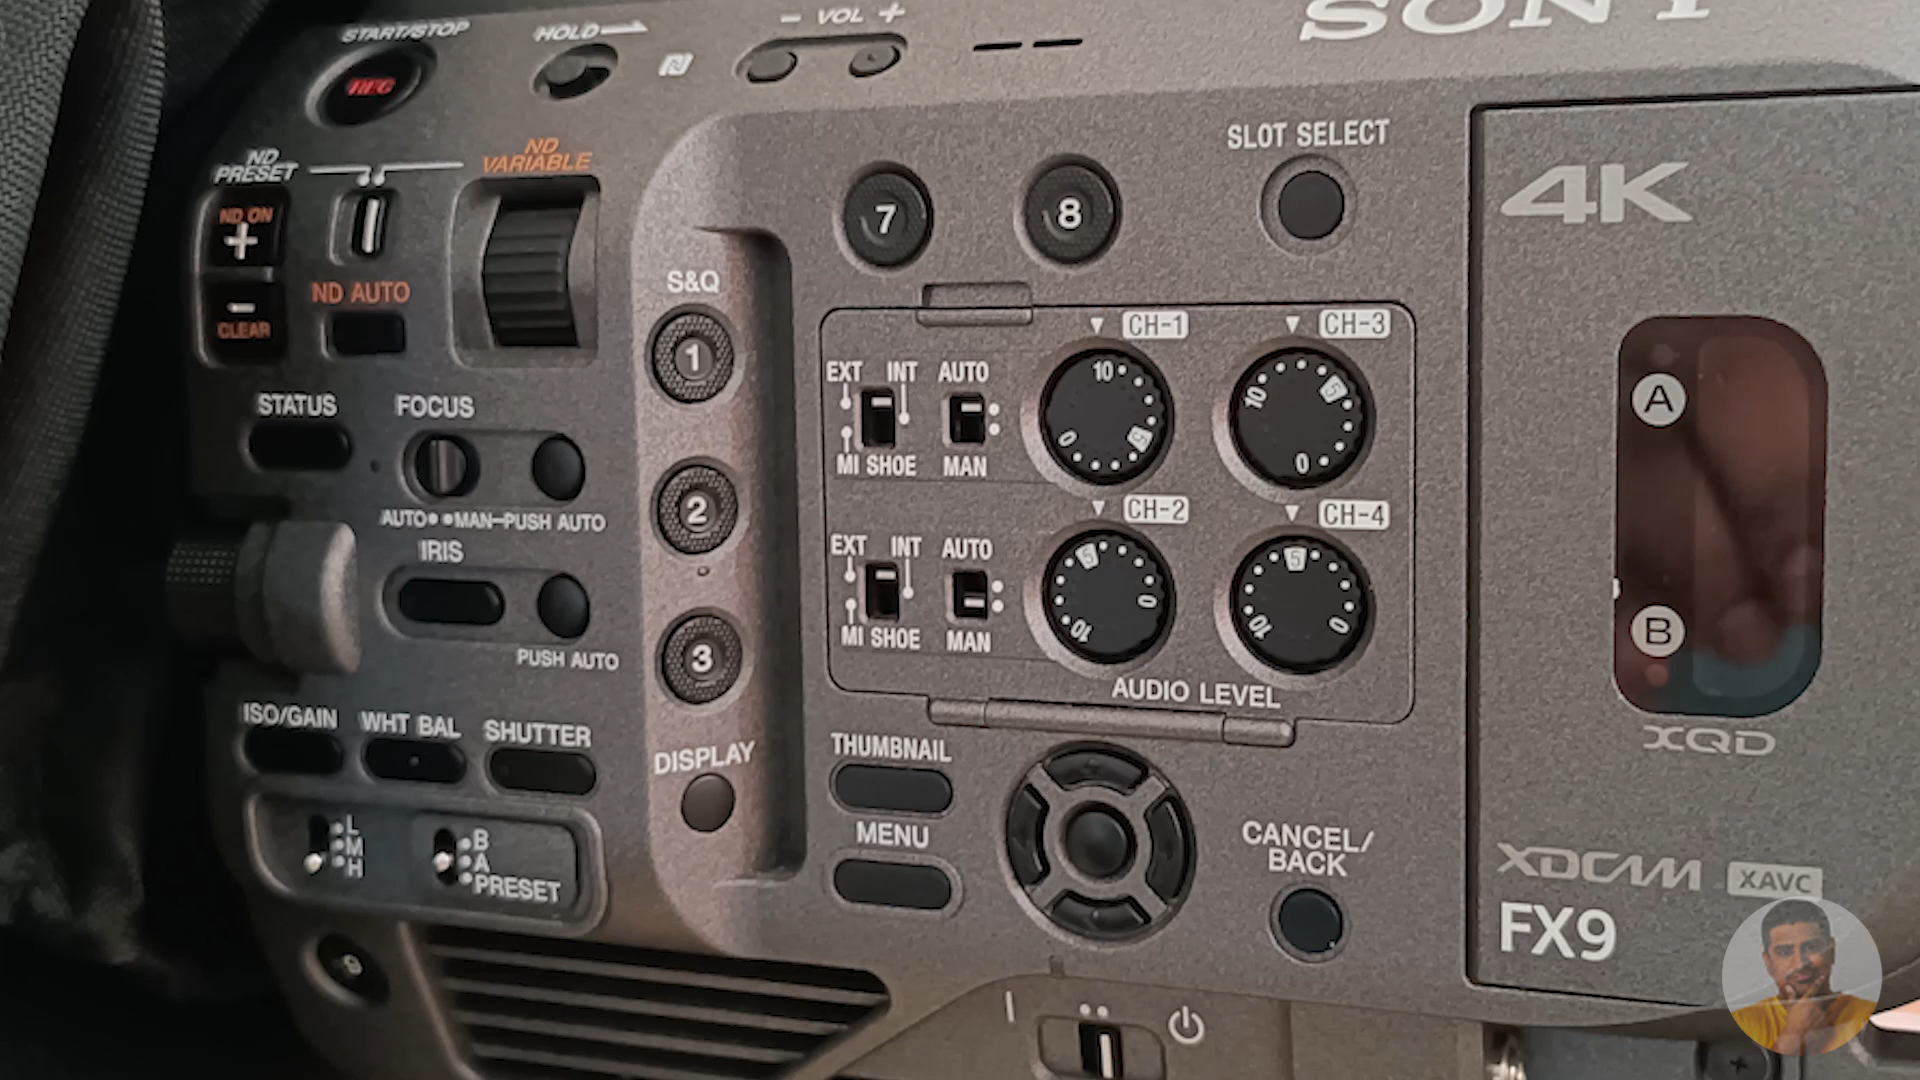 START/STOP
HOLD
− VOL +
SONY
REC
ND PRESET
ND VARIABLE
SLOT SELECT
ND ON
+
−
CLEAR
ND AUTO
7
8
4K
S&Q
1
CH-1
CH-3
EXT INT AUTO
10
5
0
10
5
0
MI SHOE MAN
A
STATUS
FOCUS
AUTO MAN PUSH AUTO
2
CH-2
CH-4
EXT INT AUTO
5
0
10
5
0
10
MI SHOE MAN
B
IRIS
PUSH AUTO
3
AUDIO LEVEL
XQD
ISO/GAIN WHT BAL SHUTTER
DISPLAY
THUMBNAIL
MENU
CANCEL/
BACK
L
M
H
B
A
PRESET
XDCAM XAVC
FX9
9